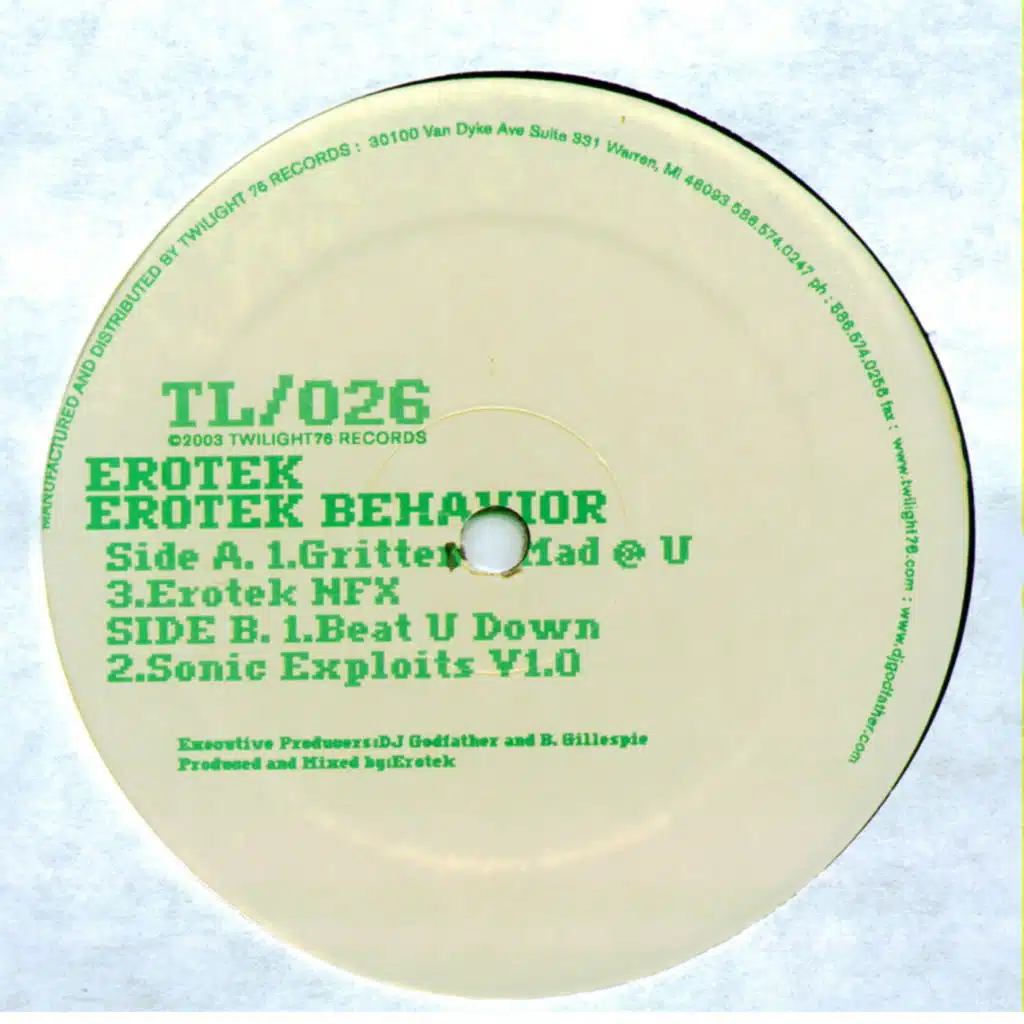 MANUFACTURED AND DISTRIBUTED BY TWILIGHT 76 RECORDS : 30100 Van Dyke Ave Suite 331 Warren, MI 48093 586.574.0247 ph : 586.574.0256 fax : www.twilight76.com : www.djgodfather.com
TL/026
©2003 TWILIGHT76 RECORDS
EROTEK
EROTEK BEHAVIOR
Side A. 1.Gritten Mad @ U
3.Erotek NFX
SIDE B. 1.Beat U Down
2.Sonic Exploits V1.0
Executive Producers:DJ Godfather and B. Gillespie
Produced and Mixed by:Erotek